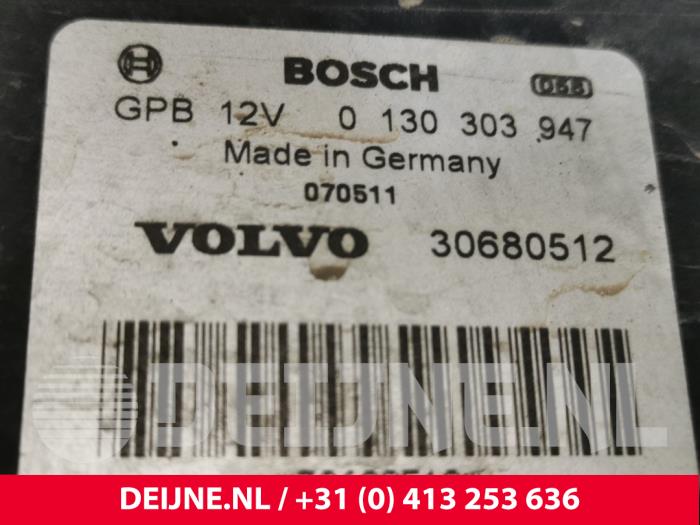 BOSCH
GPB 12V 0 130 303 947
Made in Germany
070511
VOLVO 30680512
DEIJNE.NL
DEIJNE.NL / +31 (0) 413 253 636